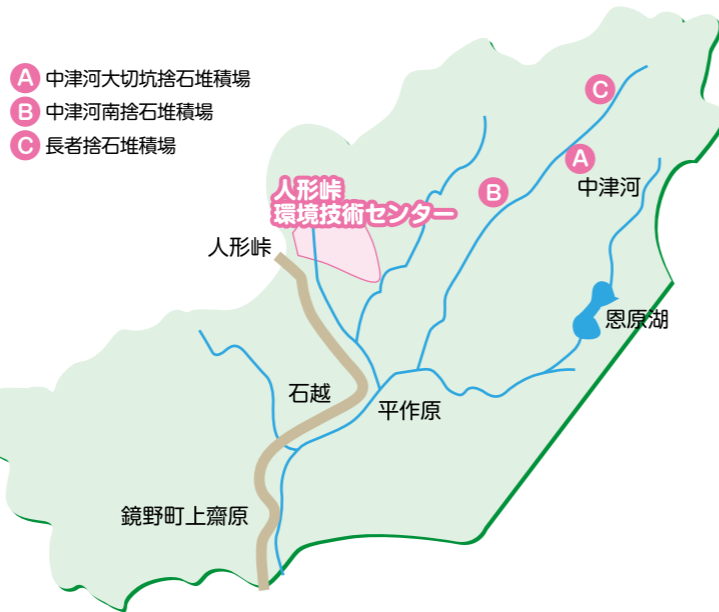 A 中津河大切坑捨石堆積場
B 中津河南捨石堆積場
C 長者捨石堆積場
C
A
B
中津河
人形峠
環境技術センター
人形峠
恩原湖
石越
平作原
鏡野町上齋原